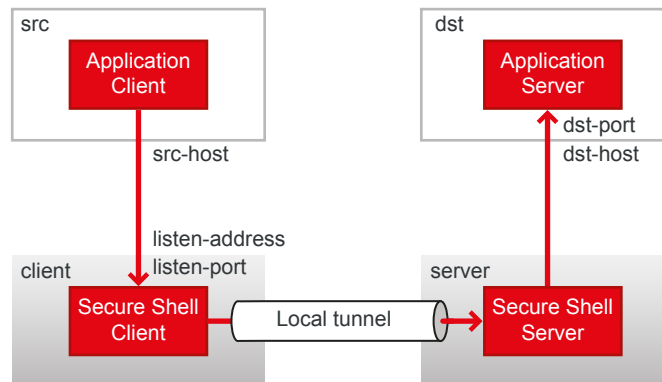 src
Application
Client
src-host
listen-address
listen-port
client
Secure Shell
Client
Local tunnel
dst
Application
Server
dst-port
dst-host
server
Secure Shell
Server